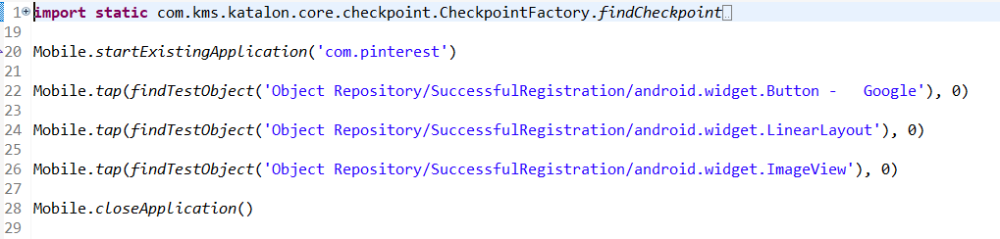 1 import static com.kms.katalon.core.checkpoint.CheckpointFactory.findCheckpoint
19
20 Mobile.startExistingApplication('com.pinterest')
21
22 Mobile.tap(findTestObject('Object Repository/SuccessfulRegistration/android.widget.Button -   Google'), 0)
23
24 Mobile.tap(findTestObject('Object Repository/SuccessfulRegistration/android.widget.LinearLayout'), 0)
25
26 Mobile.tap(findTestObject('Object Repository/SuccessfulRegistration/android.widget.ImageView'), 0)
27
28 Mobile.closeApplication()
29